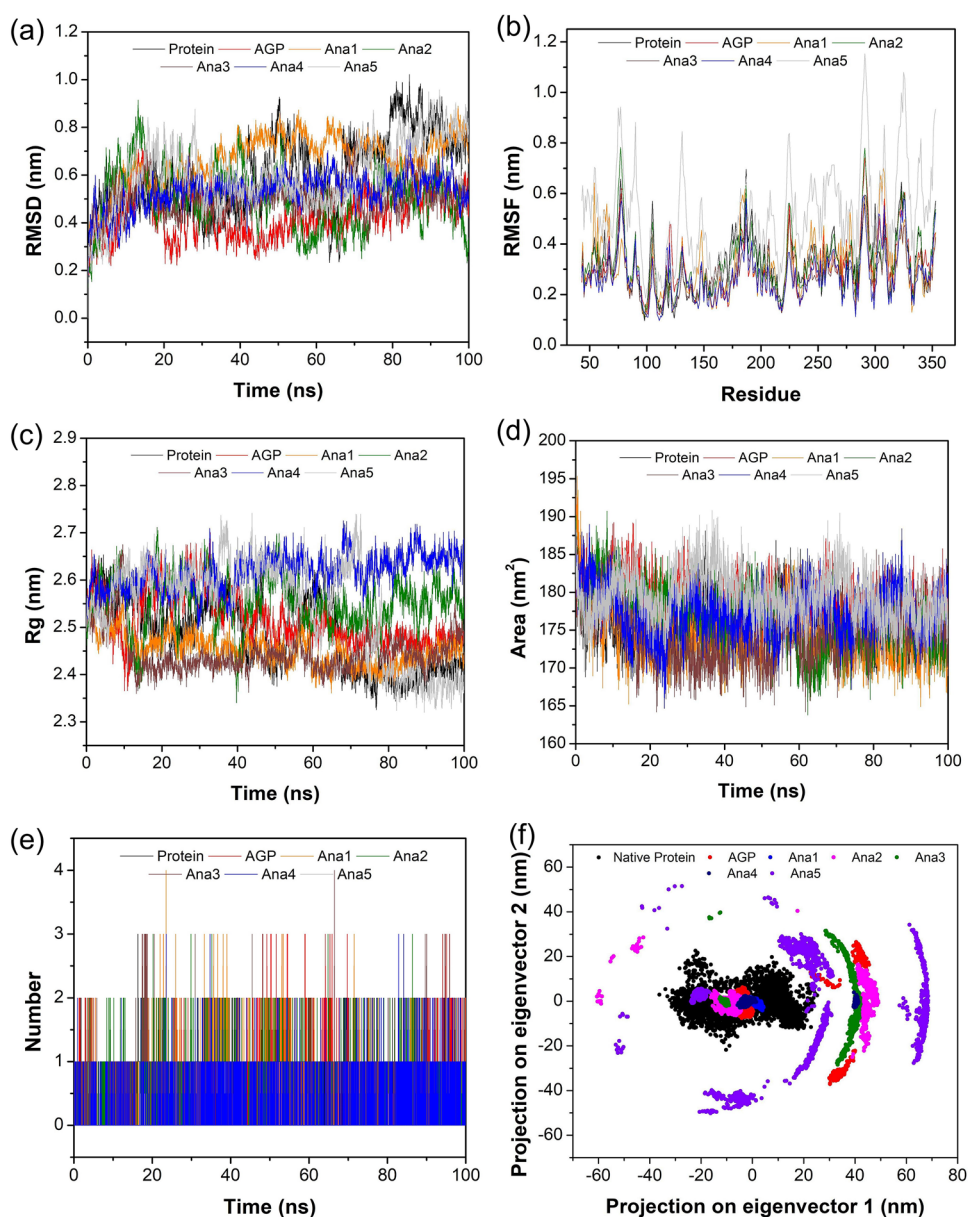 (a)
Protein AGP Ana1 Ana2
Ana3 Ana4 Ana5
1.2
1.0
0.8
0.6
0.4
0.2
0.0
RMSD (nm)
0 20 40 60 80 100
Time (ns)
(b)
Protein AGP Ana1 Ana2
Ana3 Ana4 Ana5
1.2
1.0
0.8
0.6
0.4
0.2
0.0
RMSF (nm)
50 100 150 200 250 300 350
Residue
(c)
Protein AGP Ana1 Ana2
Ana3 Ana4 Ana5
2.9
2.8
2.7
2.6
2.5
2.4
2.3
Rg (nm)
0 20 40 60 80 100
Time (ns)
(d)
Protein AGP Ana1 Ana2
Ana3 Ana4 Ana5
200
195
190
185
180
175
170
165
160
Area (nm²)
0 20 40 60 80 100
Time (ns)
(e)
Protein AGP Ana1 Ana2
Ana3 Ana4 Ana5
4
3
2
1
0
Number
0 20 40 60 80 100
Time (ns)
(f)
Native Protein AGP Ana1 Ana2 Ana3
Ana4 Ana5
60
40
20
0
-20
-40
-60
Projection on eigenvector 2 (nm)
-60 -40 -20 0 20 40 60 80
Projection on eigenvector 1 (nm)